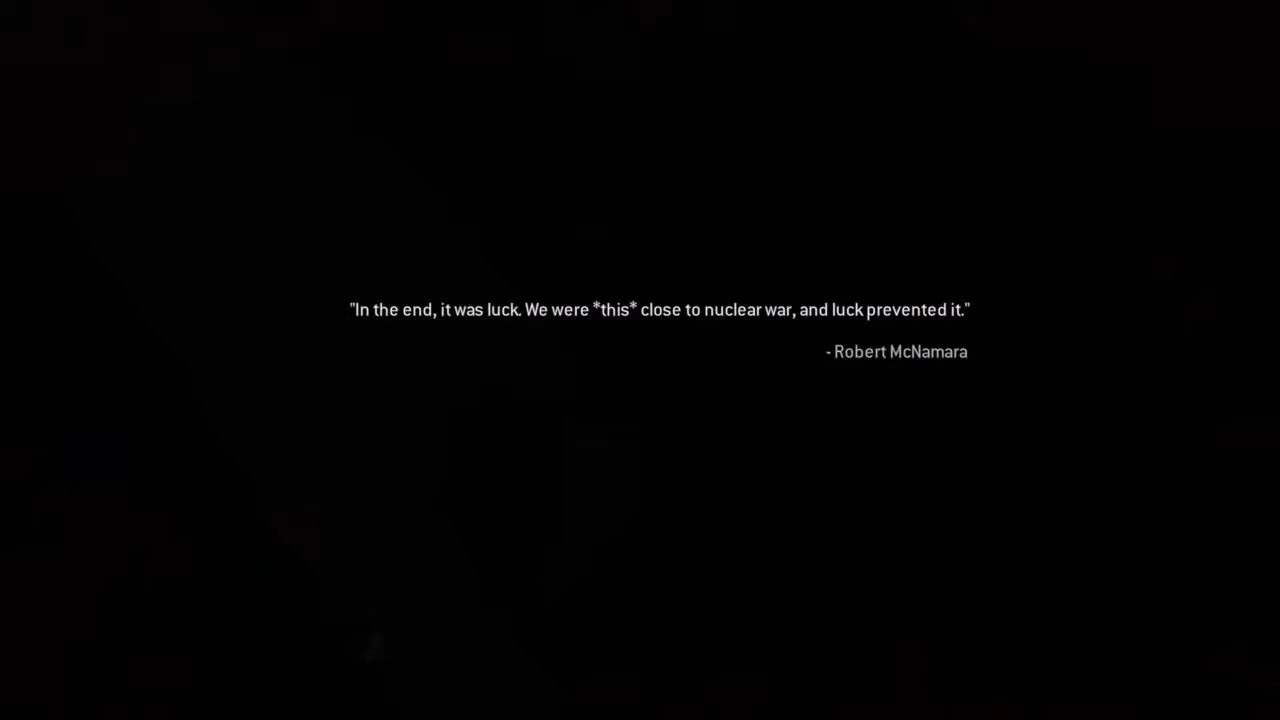 "In the end, it was luck. We were *this* close to nuclear war, and luck prevented it."
- Robert McNamara